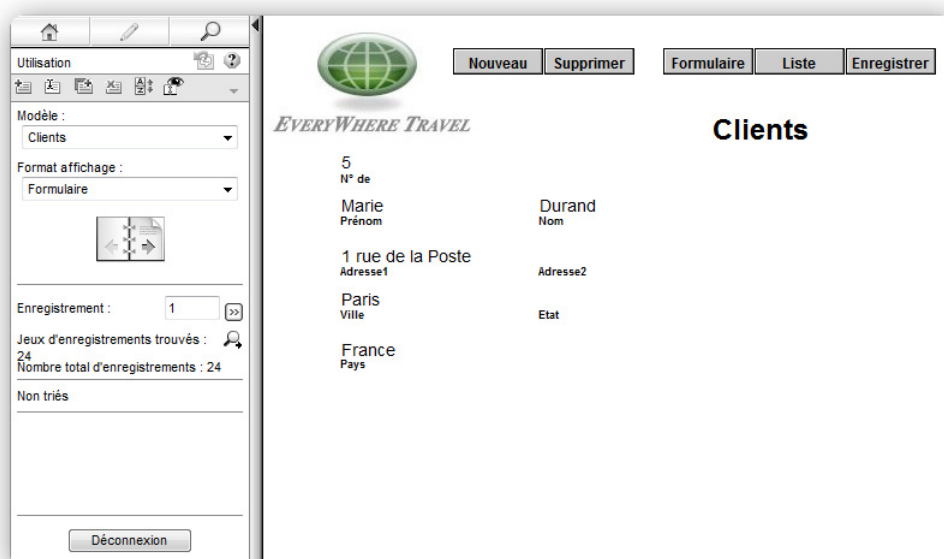 Utilisation
Modèle :
Clients
Format affichage :
Formulaire
Enregistrement :
1
>>
Jeux d'enregistrements trouvés :
24
Nombre total d'enregistrements : 24
Non triés
Déconnexion
EVERYWHERE TRAVEL
Nouveau
Supprimer
Formulaire
Liste
Enregistrer
Clients
5
N° de
Marie
Durand
Prénom
Nom
1 rue de la Poste
Adresse1
Adresse2
Paris
Ville
Etat
France
Pays